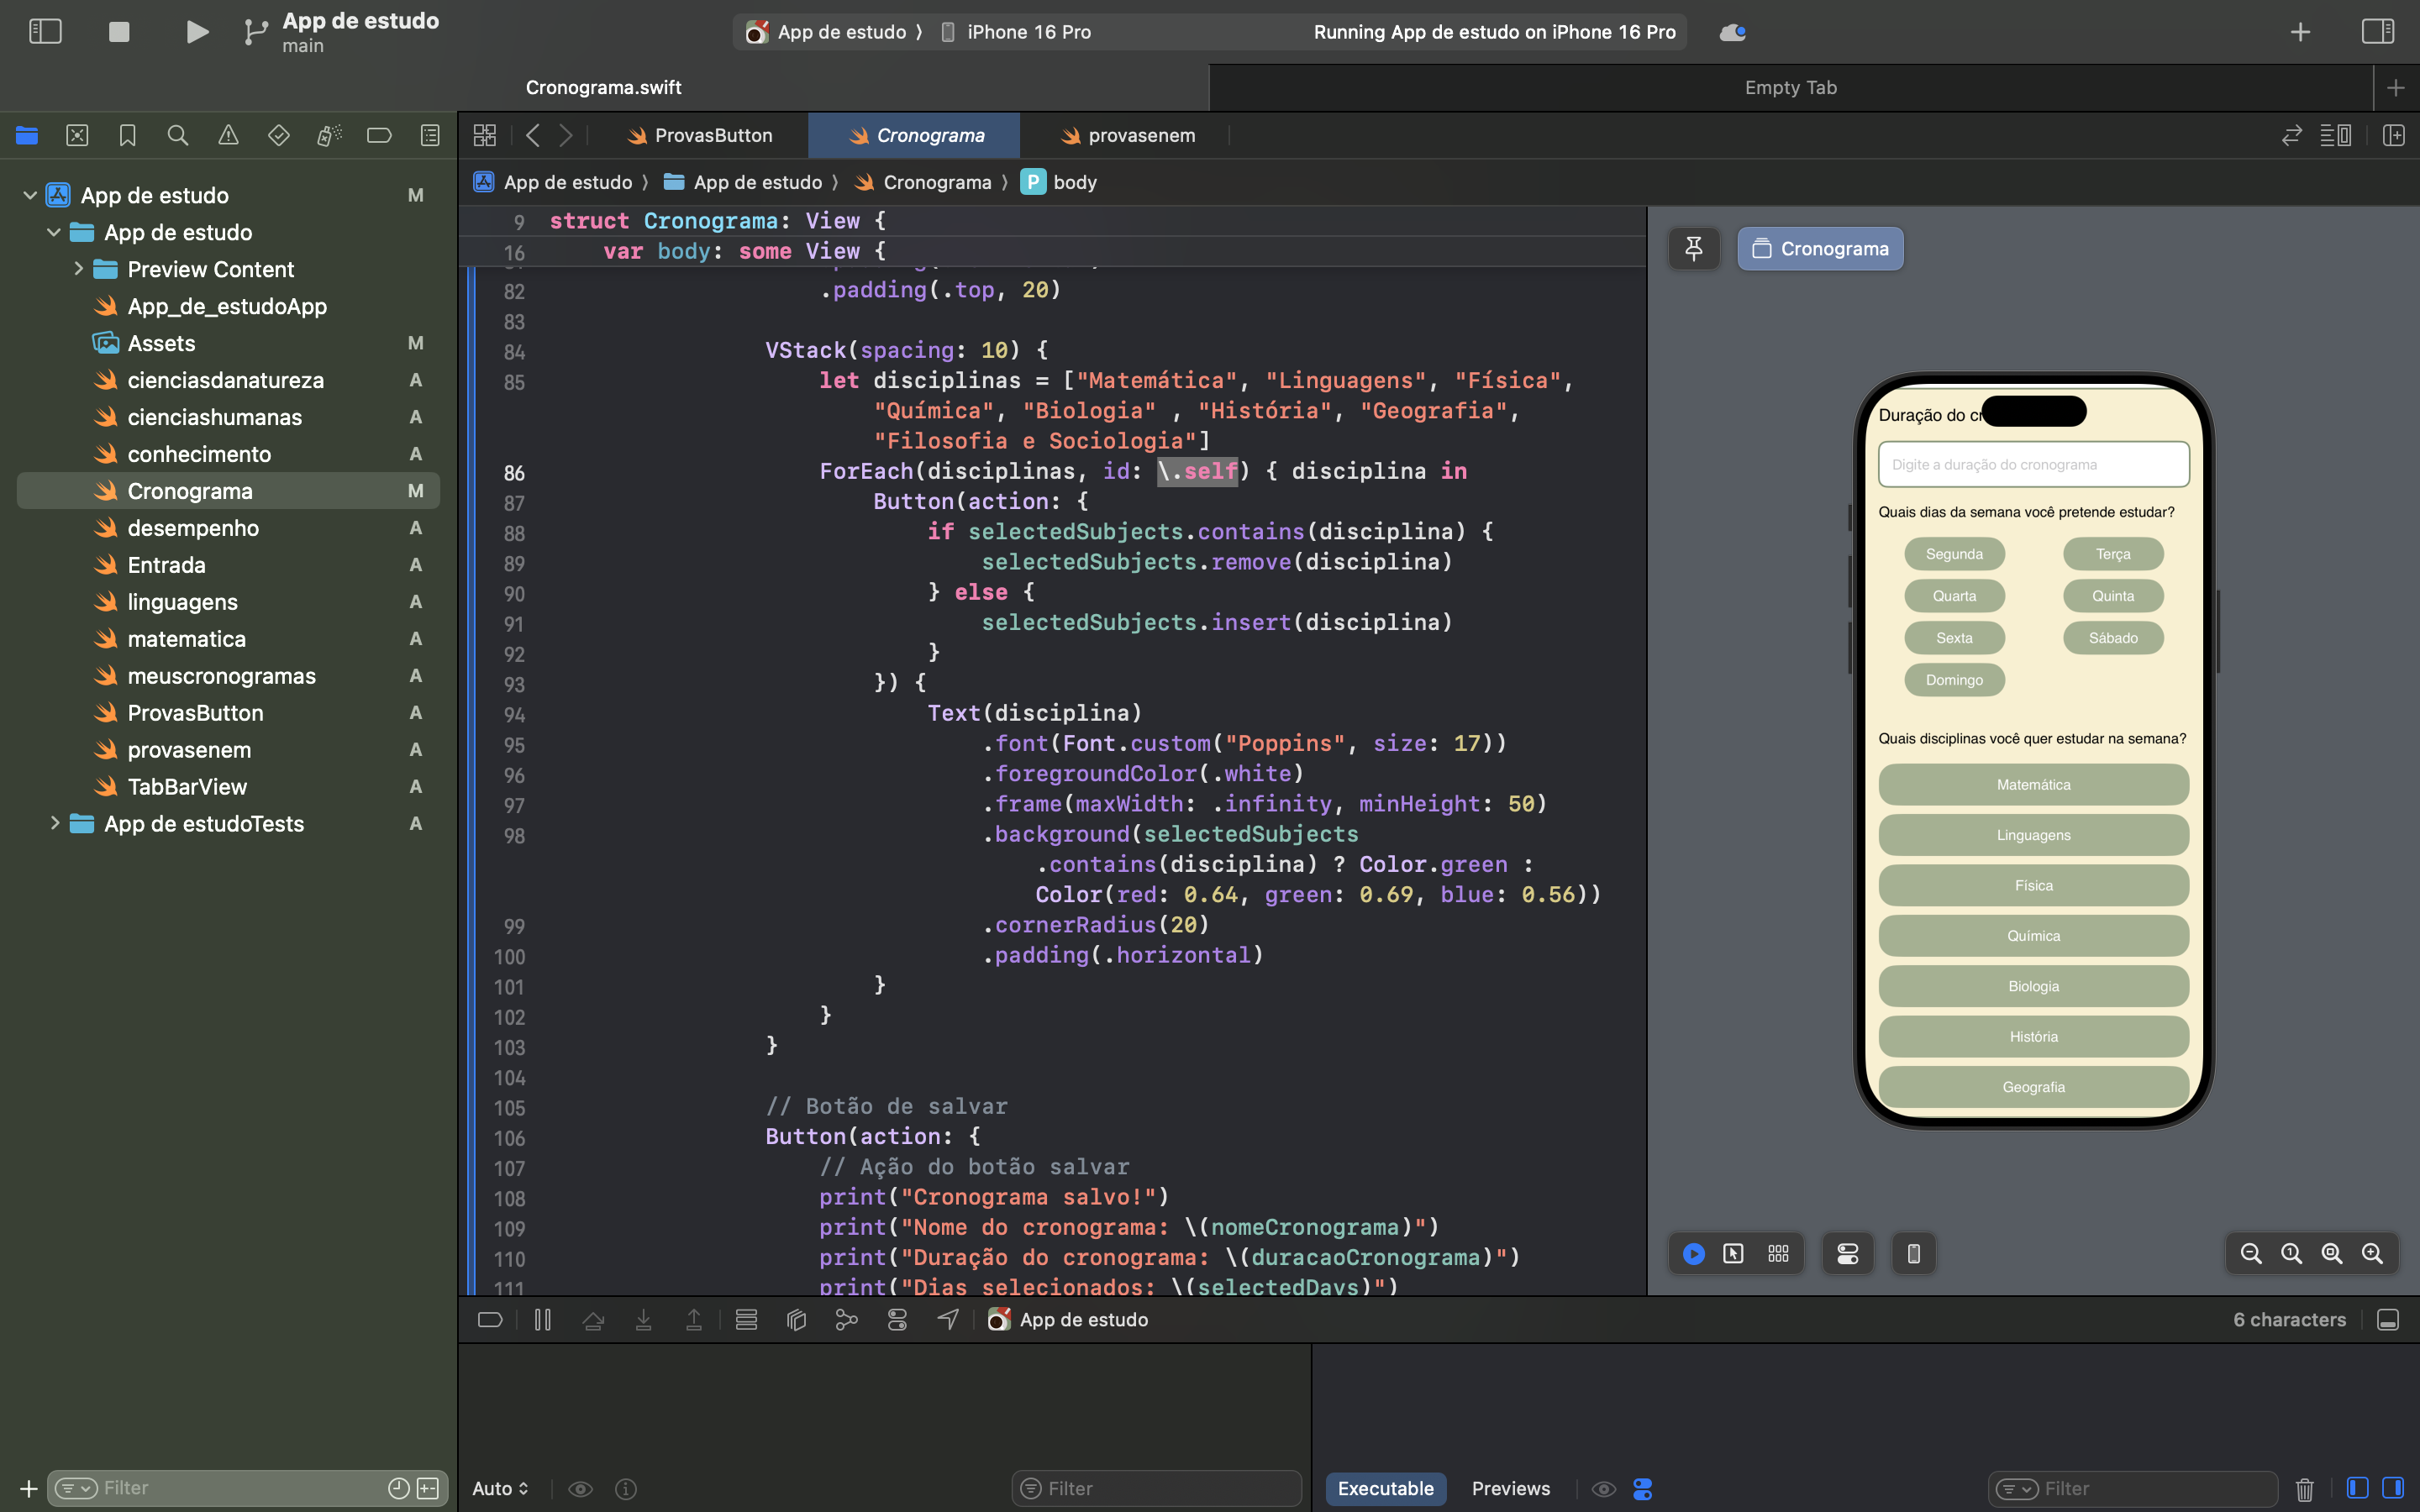 App de estudo
main
App de estudo ⟩ iPhone 16 Pro
Running App de estudo on iPhone 16 Pro
Cronograma.swift
Empty Tab
ProvasButton
Cronograma
provasenem
App de estudo ⟩ App de estudo ⟩ Cronograma ⟩ P body
App de estudo M
App de estudo
Preview Content
App_de_estudoApp
Assets M
cienciasdanatureza A
cienciashumanas A
conhecimento A
Cronograma M
desempenho A
Entrada A
linguagens A
matematica A
meuscronogramas A
ProvasButton A
provasenem A
TabBarView A
App de estudoTests A
Filter
9 struct Cronograma: View {
16 var body: some View {
82 .padding(.top, 20)
83
84 VStack(spacing: 10) {
85 let disciplinas = ["Matemática", "Linguagens", "Física",
"Química", "Biologia" , "História", "Geografia",
"Filosofia e Sociologia"]
86 ForEach(disciplinas, id: \.self) { disciplina in
87 Button(action: {
88 if selectedSubjects.contains(disciplina) {
89 selectedSubjects.remove(disciplina)
90 } else {
91 selectedSubjects.insert(disciplina)
92 }
93 }) {
94 Text(disciplina)
95 .font(Font.custom("Poppins", size: 17))
96 .foregroundColor(.white)
97 .frame(maxWidth: .infinity, minHeight: 50)
98 .background(selectedSubjects
.contains(disciplina) ? Color.green :
Color(red: 0.64, green: 0.69, blue: 0.56))
99 .cornerRadius(20)
100 .padding(.horizontal)
101 }
102 }
103 }
104
105 // Botão de salvar
106 Button(action: {
107 // Ação do botão salvar
108 print("Cronograma salvo!")
109 print("Nome do cronograma: \(nomeCronograma)")
110 print("Duração do cronograma: \(duracaoCronograma)")
111 print("Dias selecionados: \(selectedDays)")
Cronograma
Duração do
Digite a duração do cronograma
Quais dias da semana você pretende estudar?
Segunda Terça
Quarta Quinta
Sexta Sábado
Domingo
Quais disciplinas você quer estudar na semana?
Matemática
Linguagens
Física
Química
Biologia
História
Geografia
App de estudo
6 characters
Auto
Filter
Executable
Previews
Filter